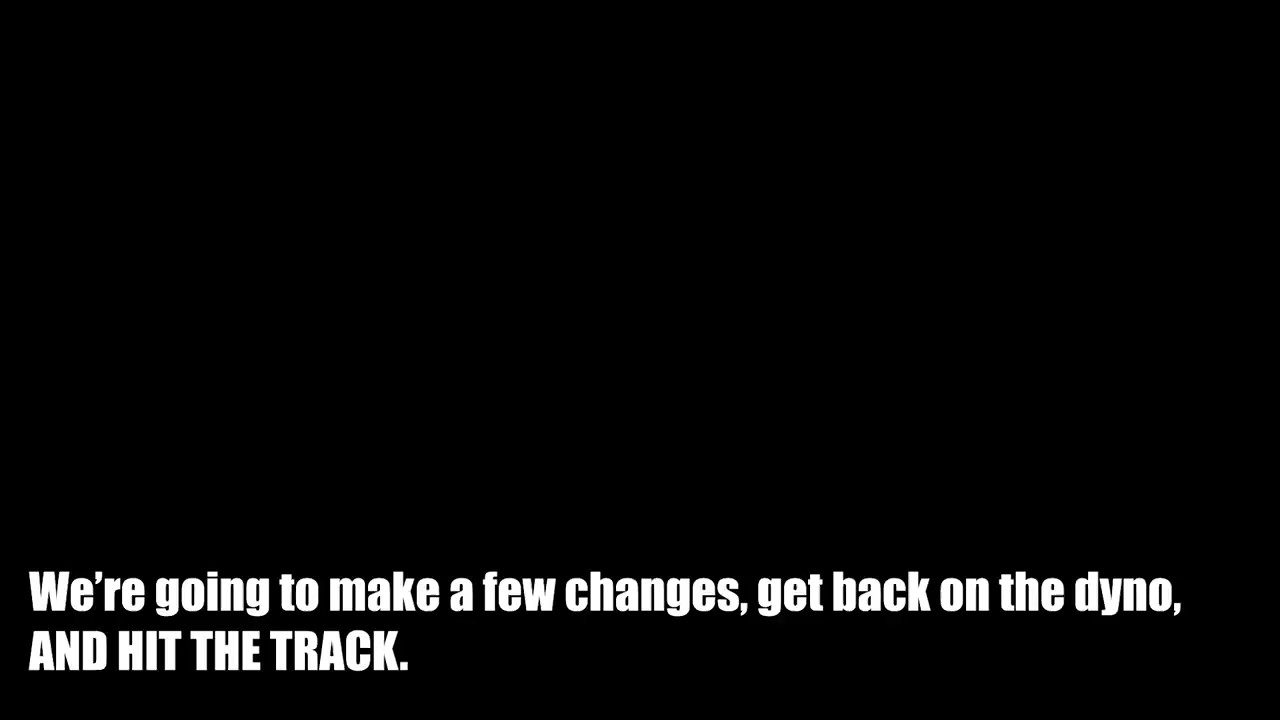 We’re going to make a few changes, get back on the dyno,
AND HIT THE TRACK.